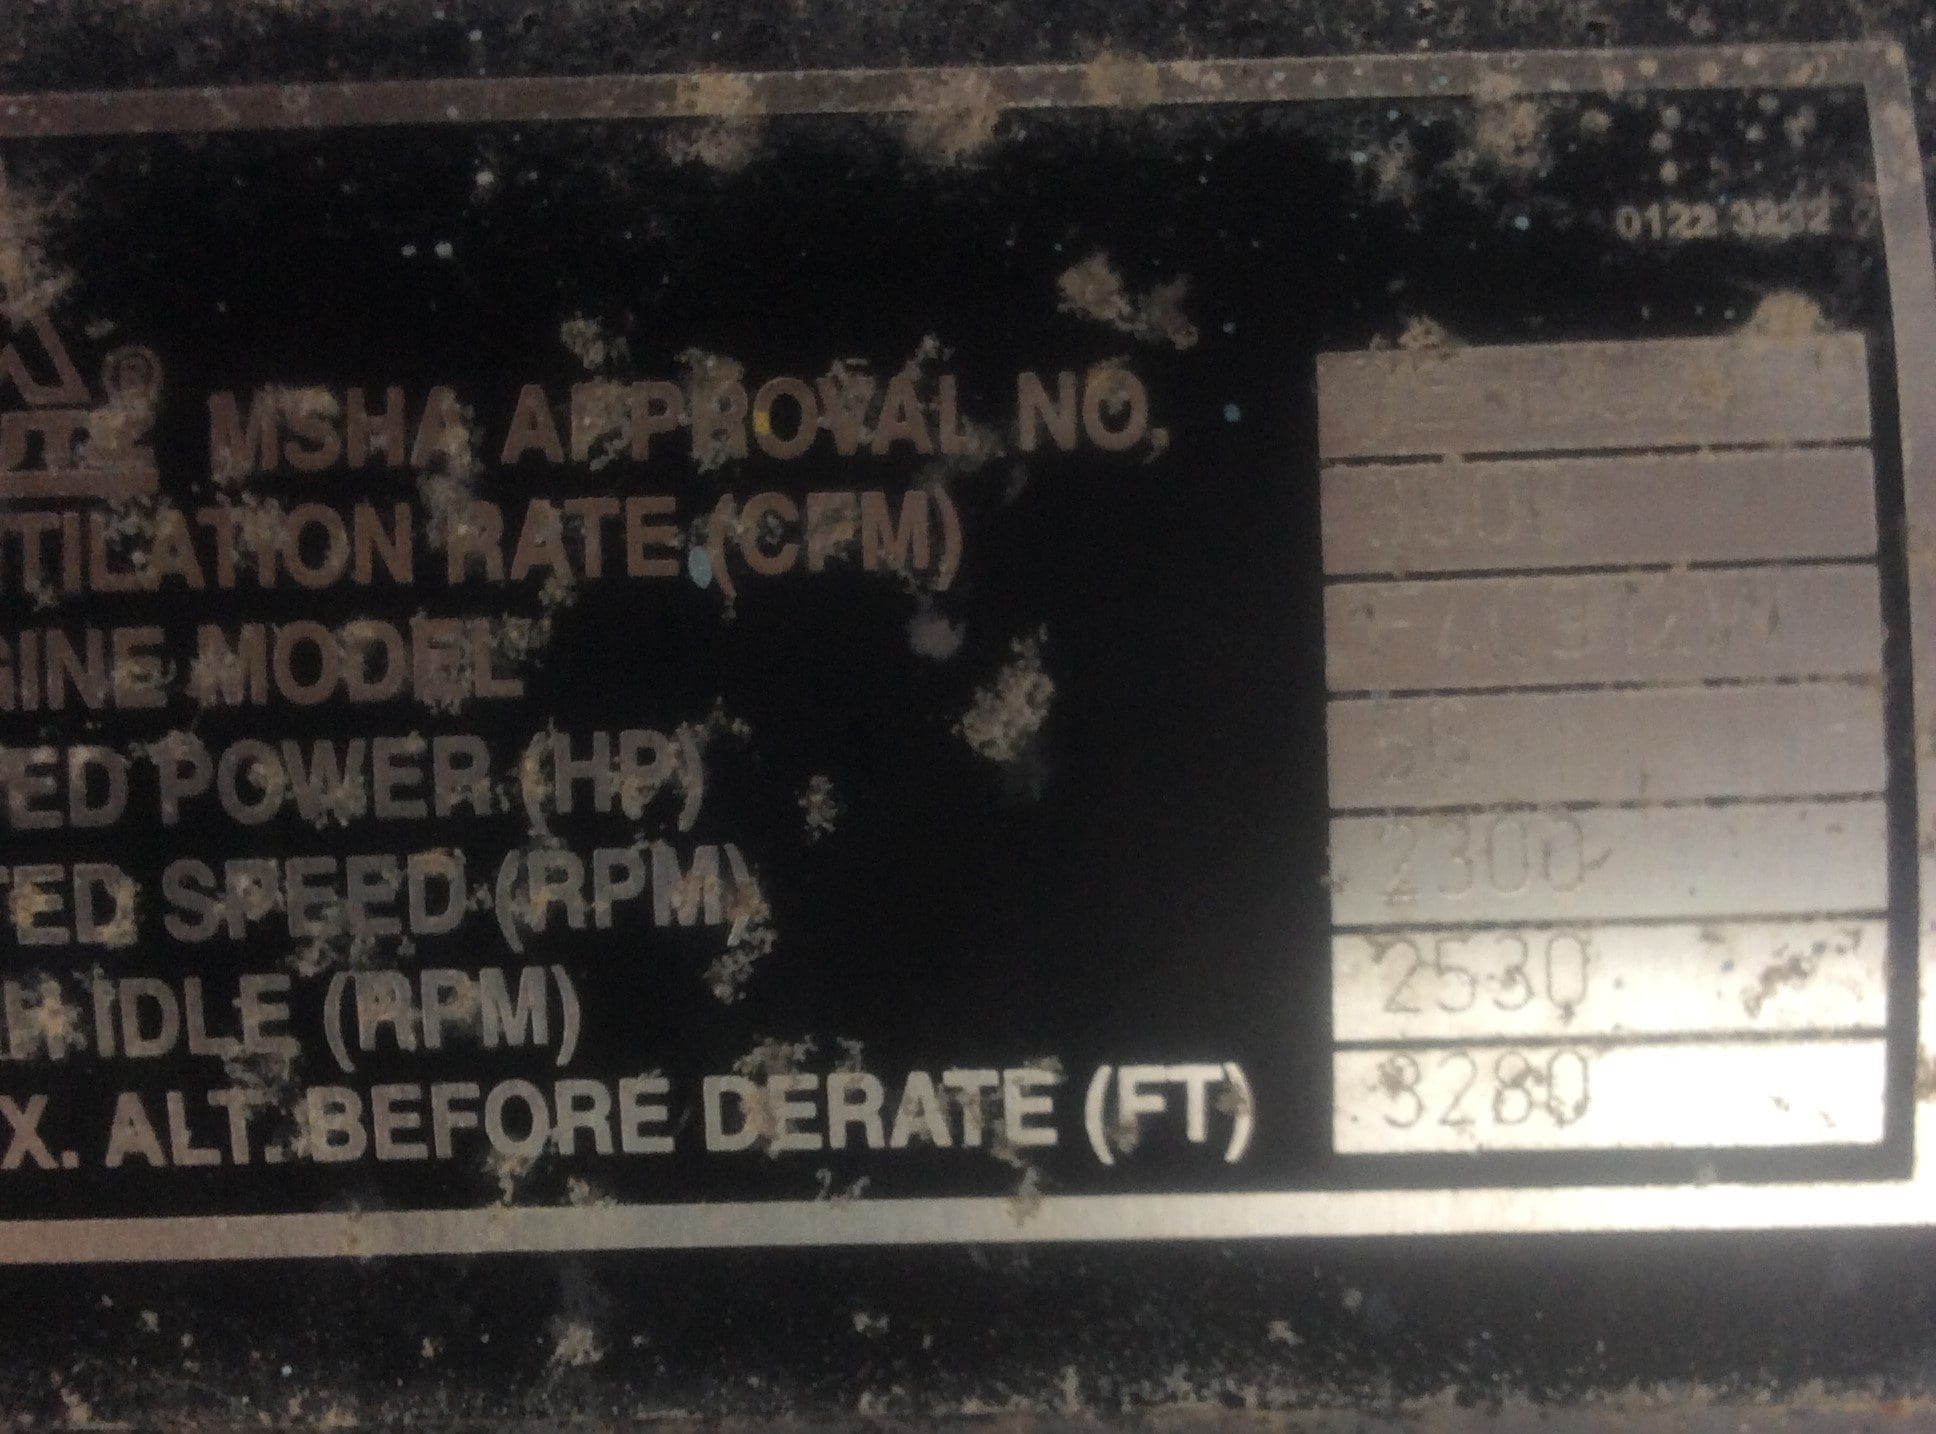 0122 3232
® MSHA APPROVAL NO.
TILATION RATE (CFM)
GINE MODEL
ED POWER (HP)
TED SPEED (RPM) 2300
IDLE (RPM) 2530
X. ALT. BEFORE DERATE (FT) 3280